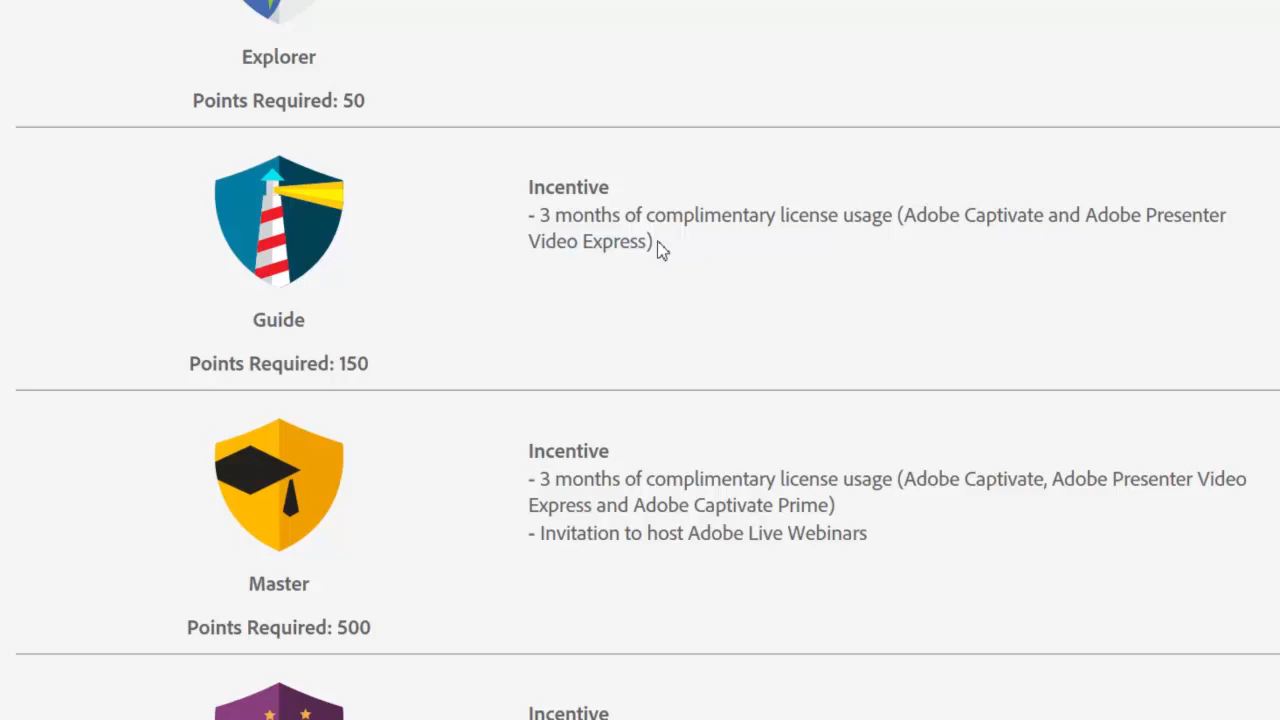 Explorer
Points Required: 50
Incentive
- 3 months of complimentary license usage (Adobe Captivate and Adobe Presenter
Video Express)
Guide
Points Required: 150
Incentive
- 3 months of complimentary license usage (Adobe Captivate, Adobe Presenter Video
Express and Adobe Captivate Prime)
- Invitation to host Adobe Live Webinars
Master
Points Required: 500
Incentive